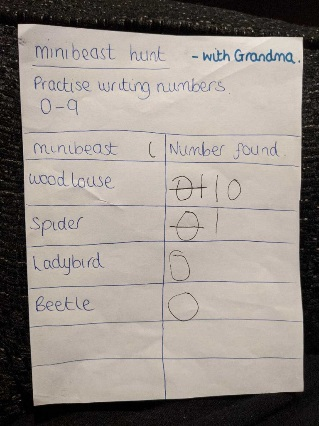 minibeast hunt - with Grandma.
Practise writing numbers.
0-9
minibeast ( Number found.
woodlouse 0 1 1 0
Spider 0 1
Ladybird 0
Beetle 0